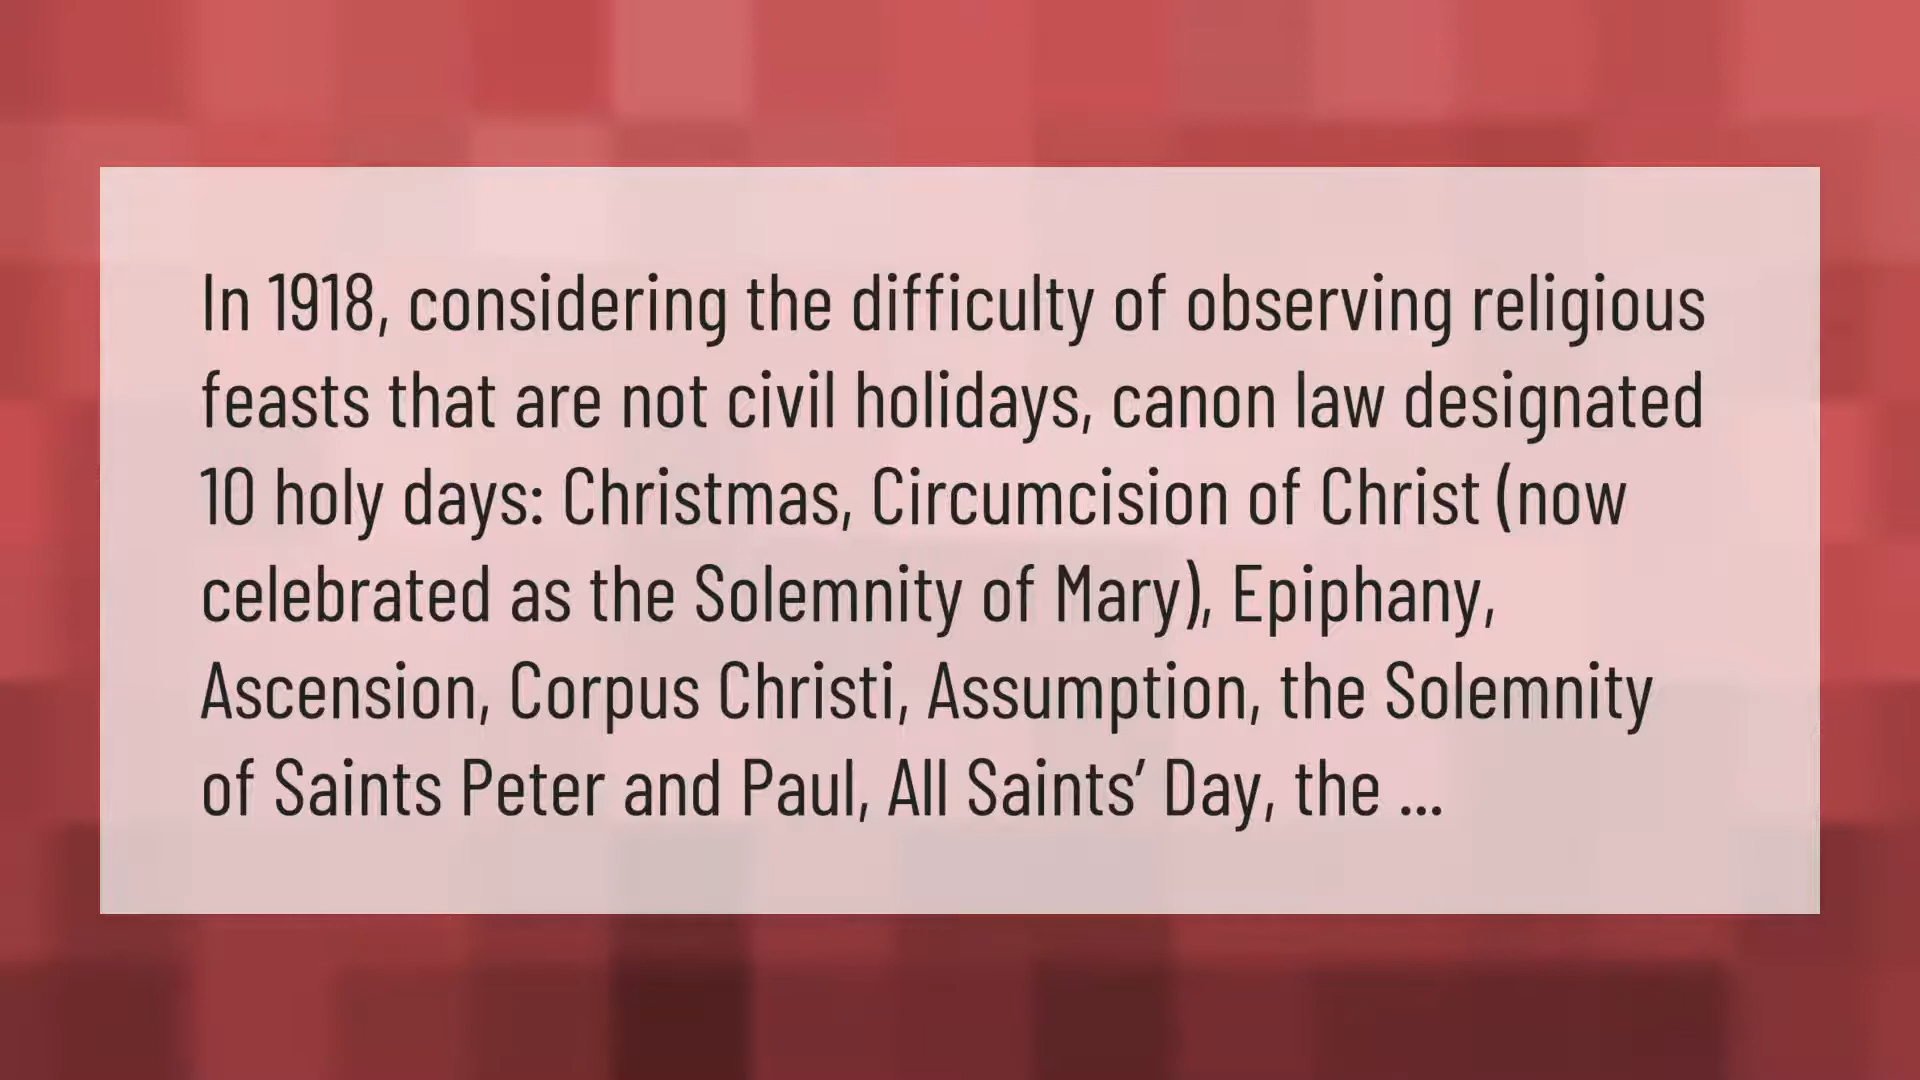 In 1918, considering the difficulty of observing religious
feasts that are not civil holidays, canon law designated
10 holy days: Christmas, Circumcision of Christ (now
celebrated as the Solemnity of Mary), Epiphany,
Ascension, Corpus Christi, Assumption, the Solemnity
of Saints Peter and Paul, All Saints’ Day, the ...